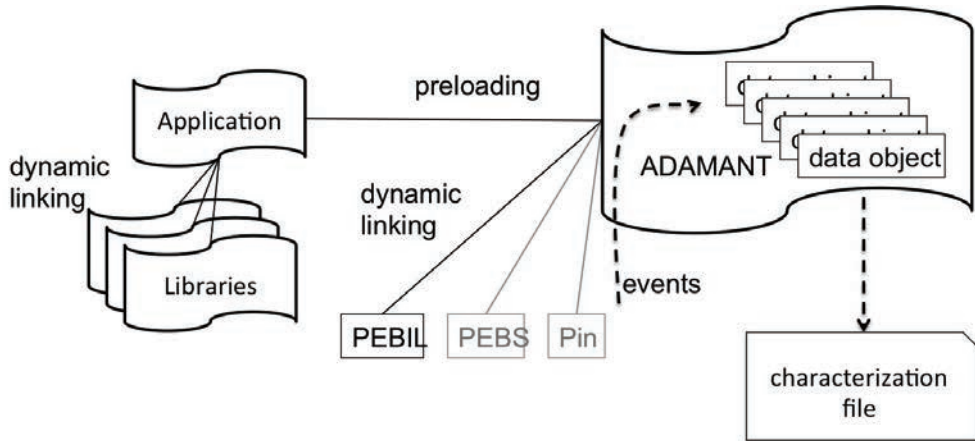 preloading
Application
dynamic
linking
Libraries
dynamic
linking
ADAMANT
data object
events
PEBIL
PEBS
Pin
characterization
file